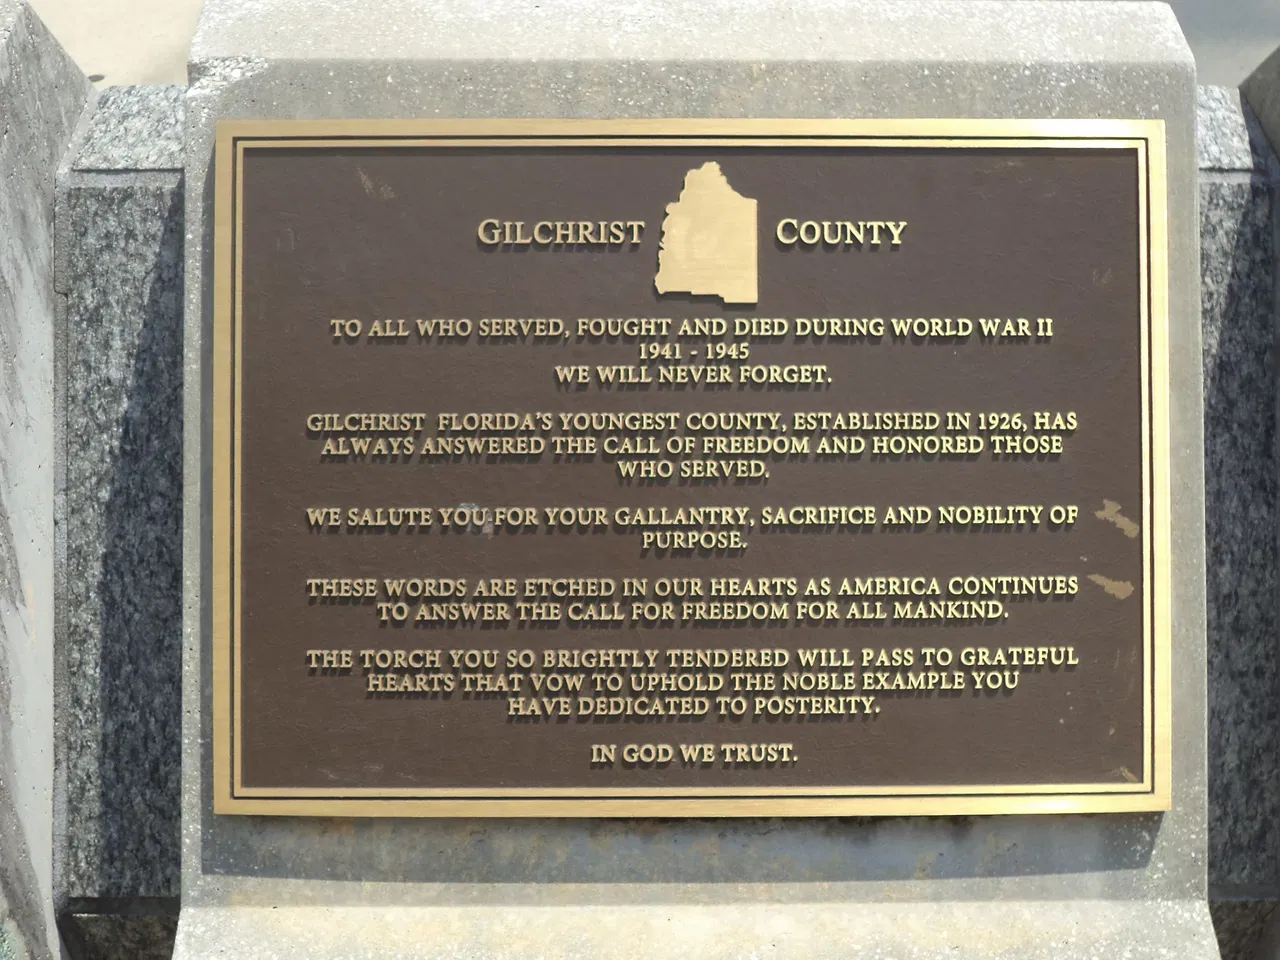 GILCHRIST COUNTY
TO ALL WHO SERVED, FOUGHT AND DIED DURING WORLD WAR II
1941 - 1945
WE WILL NEVER FORGET.
GILCHRIST FLORIDA'S YOUNGEST COUNTY, ESTABLISHED IN 1926, HAS
ALWAYS ANSWERED THE CALL OF FREEDOM AND HONORED THOSE
WHO SERVED.
WE SALUTE YOU FOR YOUR GALLANTRY, SACRIFICE AND NOBILITY OF
PURPOSE.
THESE WORDS ARE ETCHED IN OUR HEARTS AS AMERICA CONTINUES
TO ANSWER THE CALL FOR FREEDOM FOR ALL MANKIND.
THE TORCH YOU SO BRIGHTLY TENDERED WILL PASS TO GRATEFUL
HEARTS THAT VOW TO UPHOLD THE NOBLE EXAMPLE YOU
HAVE DEDICATED TO POSTERITY.
IN GOD WE TRUST.